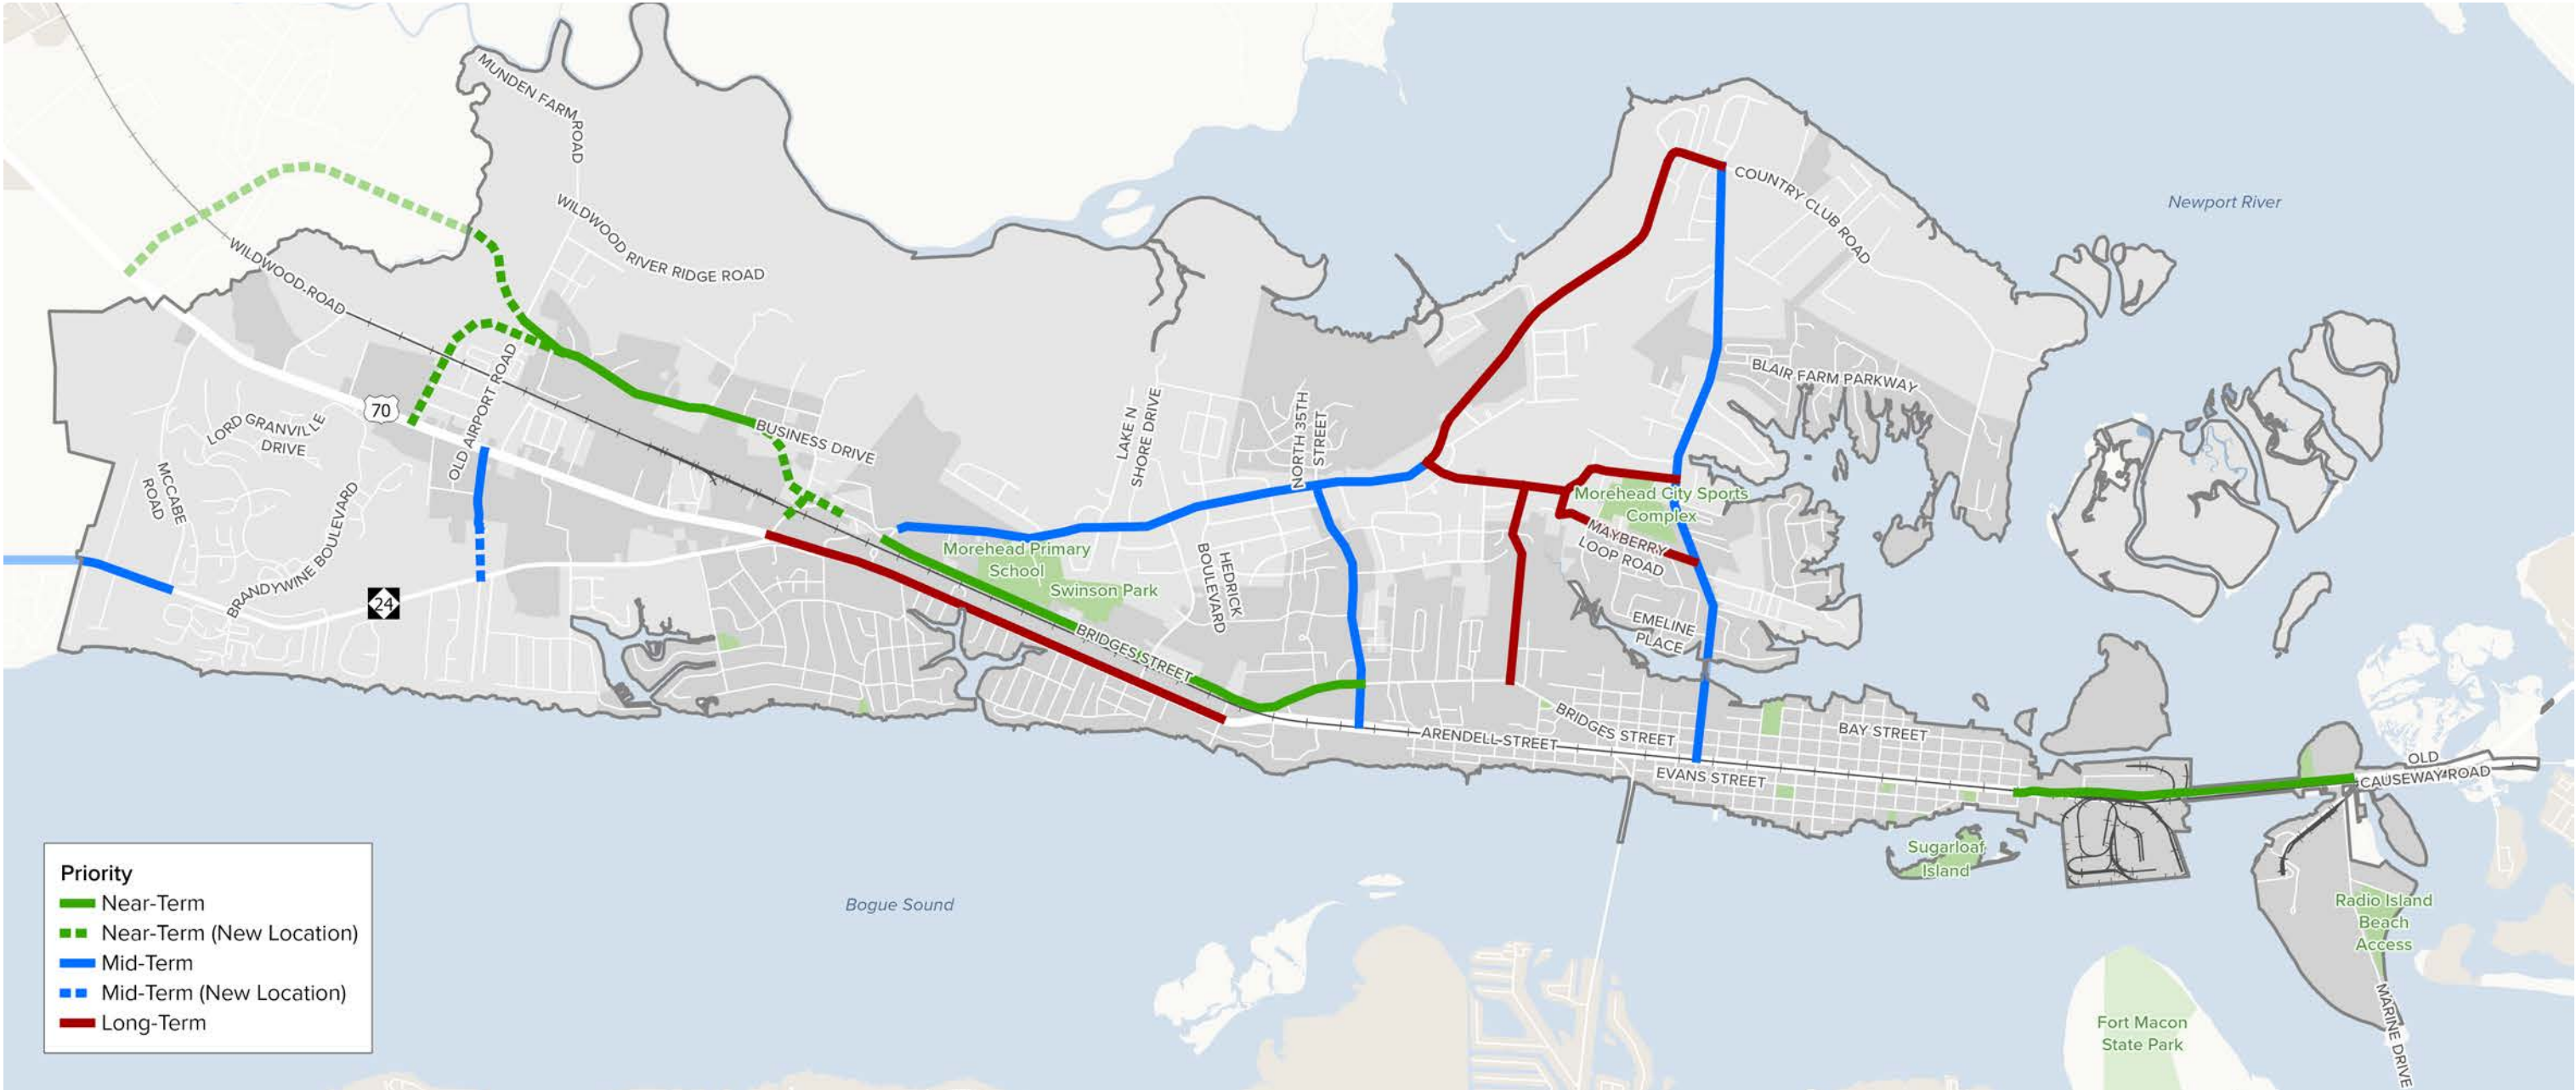 MUNDEN FARM ROAD
WILDWOOD RIVER RIDGE ROAD
WILDWOOD ROAD
COUNTRY CLUB ROAD
Newport River
70
LORD GRANVILLE
DRIVE
OLD AIRPORT ROAD
MCCABE
ROAD
BRANDYWINE BOULEVARD
24
BUSINESS DRIVE
LAKE N
SHORE DRIVE
NORTH 35TH
STREET
BLAIR FARM PARKWAY
Morehead City Sports
Complex
MAYBERRY
LOOP ROAD
Morehead Primary
School
Swinson Park
HEDRICK
BOULEVARD
EMELINE
PLACE
BRIDGES STREET
BRIDGES STREET
ARENDELL STREET
EVANS STREET
BAY STREET
OLD
CAUSEWAY ROAD
Sugarloaf
Island
Radio Island
Beach
Access
MARINE DRIVE
Fort Macon
State Park
Bogue Sound
Priority
Near-Term
Near-Term (New Location)
Mid-Term
Mid-Term (New Location)
Long-Term